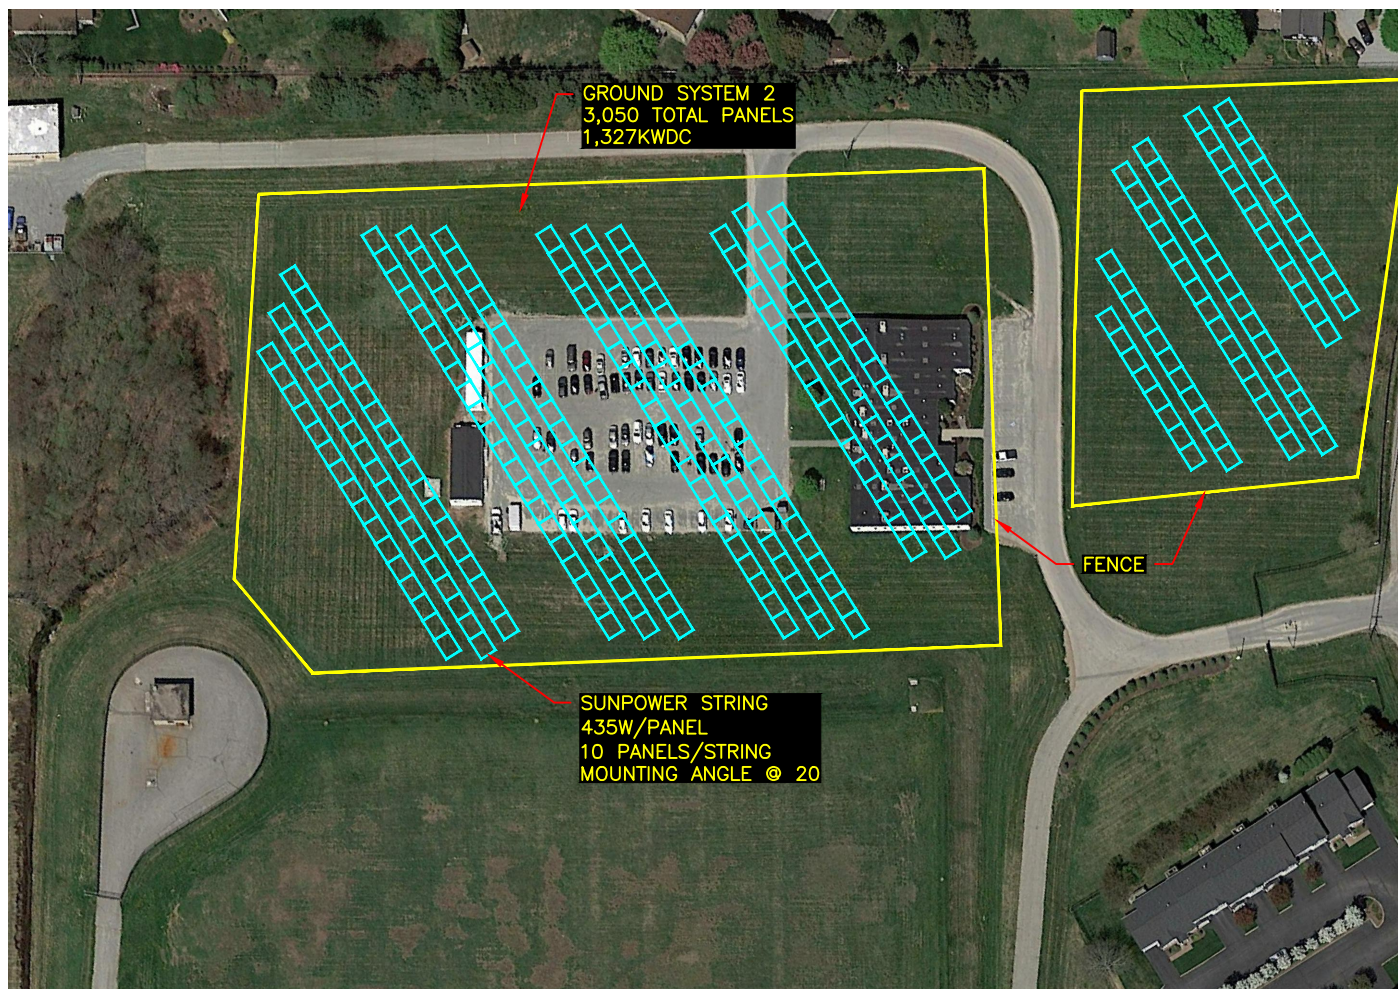 GROUND SYSTEM 2
3,050 TOTAL PANELS
1,327KWDC
FENCE
SUNPOWER STRING
435W/PANEL
10 PANELS/STRING
MOUNTING ANGLE @ 20